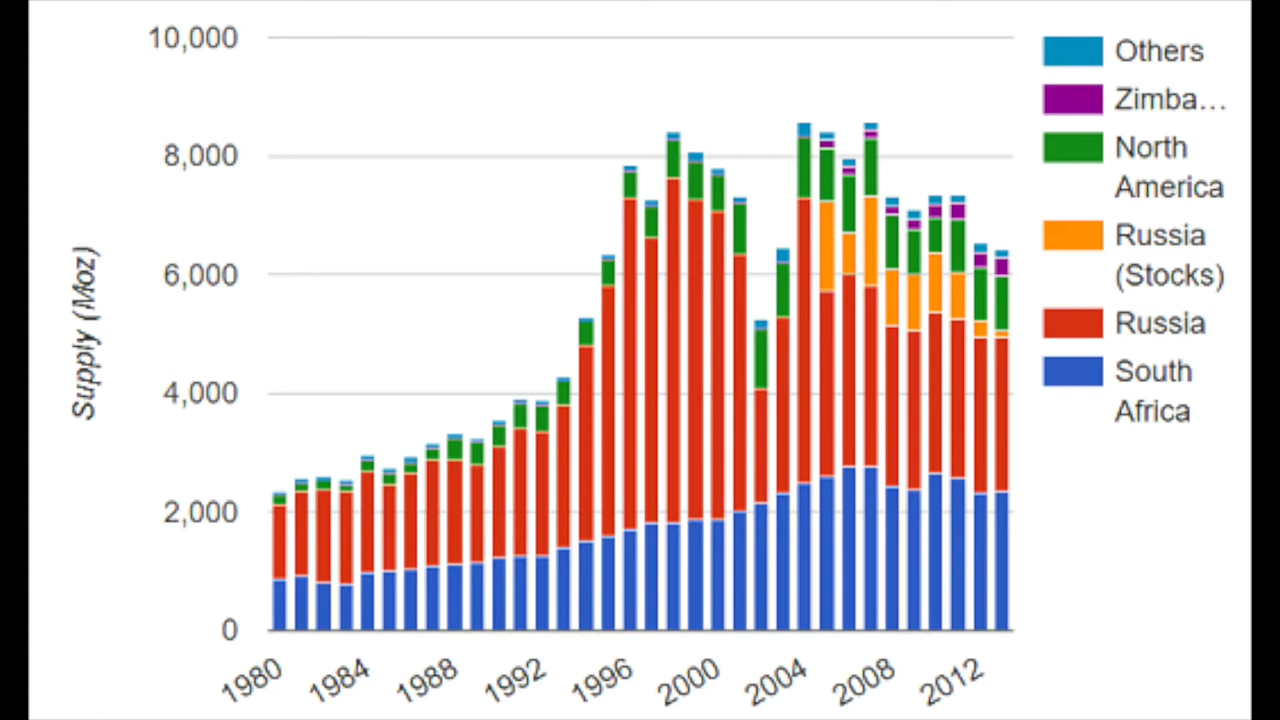 10,000
8,000
6,000
4,000
2,000
0
Supply (Moz)
1980
1984
1988
1992
1996
2000
2004
2008
2012
Others
Zimba...
North
America
Russia
(Stocks)
Russia
South
Africa